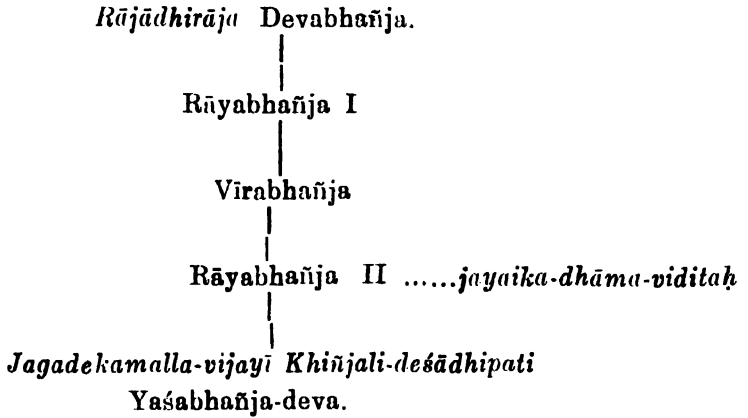 Rājādhirāja Devabhañja.
Rāyabhañja I
Vīrabhañja
Rāyabhañja II ......jayaika-dhāma-viditaḥ
Jagadekamalla-vijayī Khiñjali-deśādhipati
Yaśabhañja-deva.